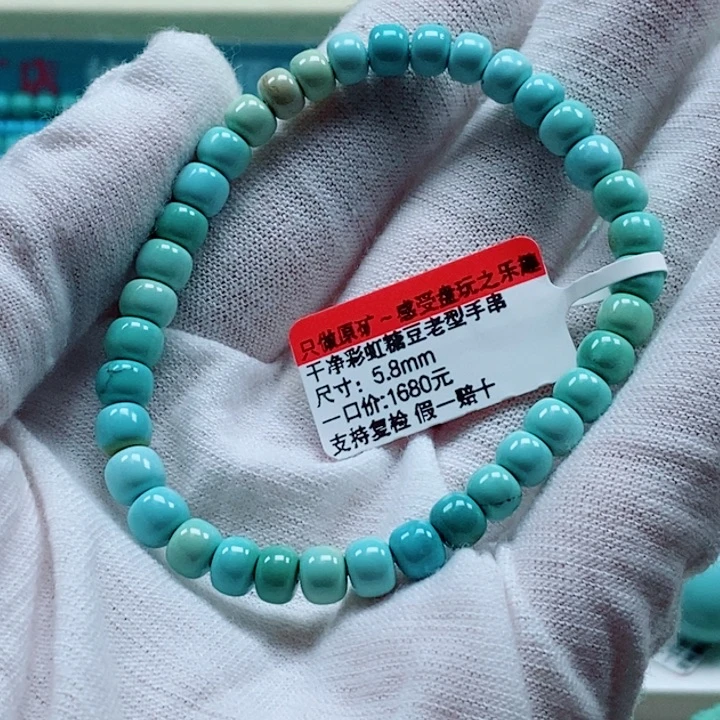 只做原矿~感受盘玩之乐趣
干净彩虹糖豆老型手串
尺寸：5.8mm
一口价:1680元
支持复检 假一赔十